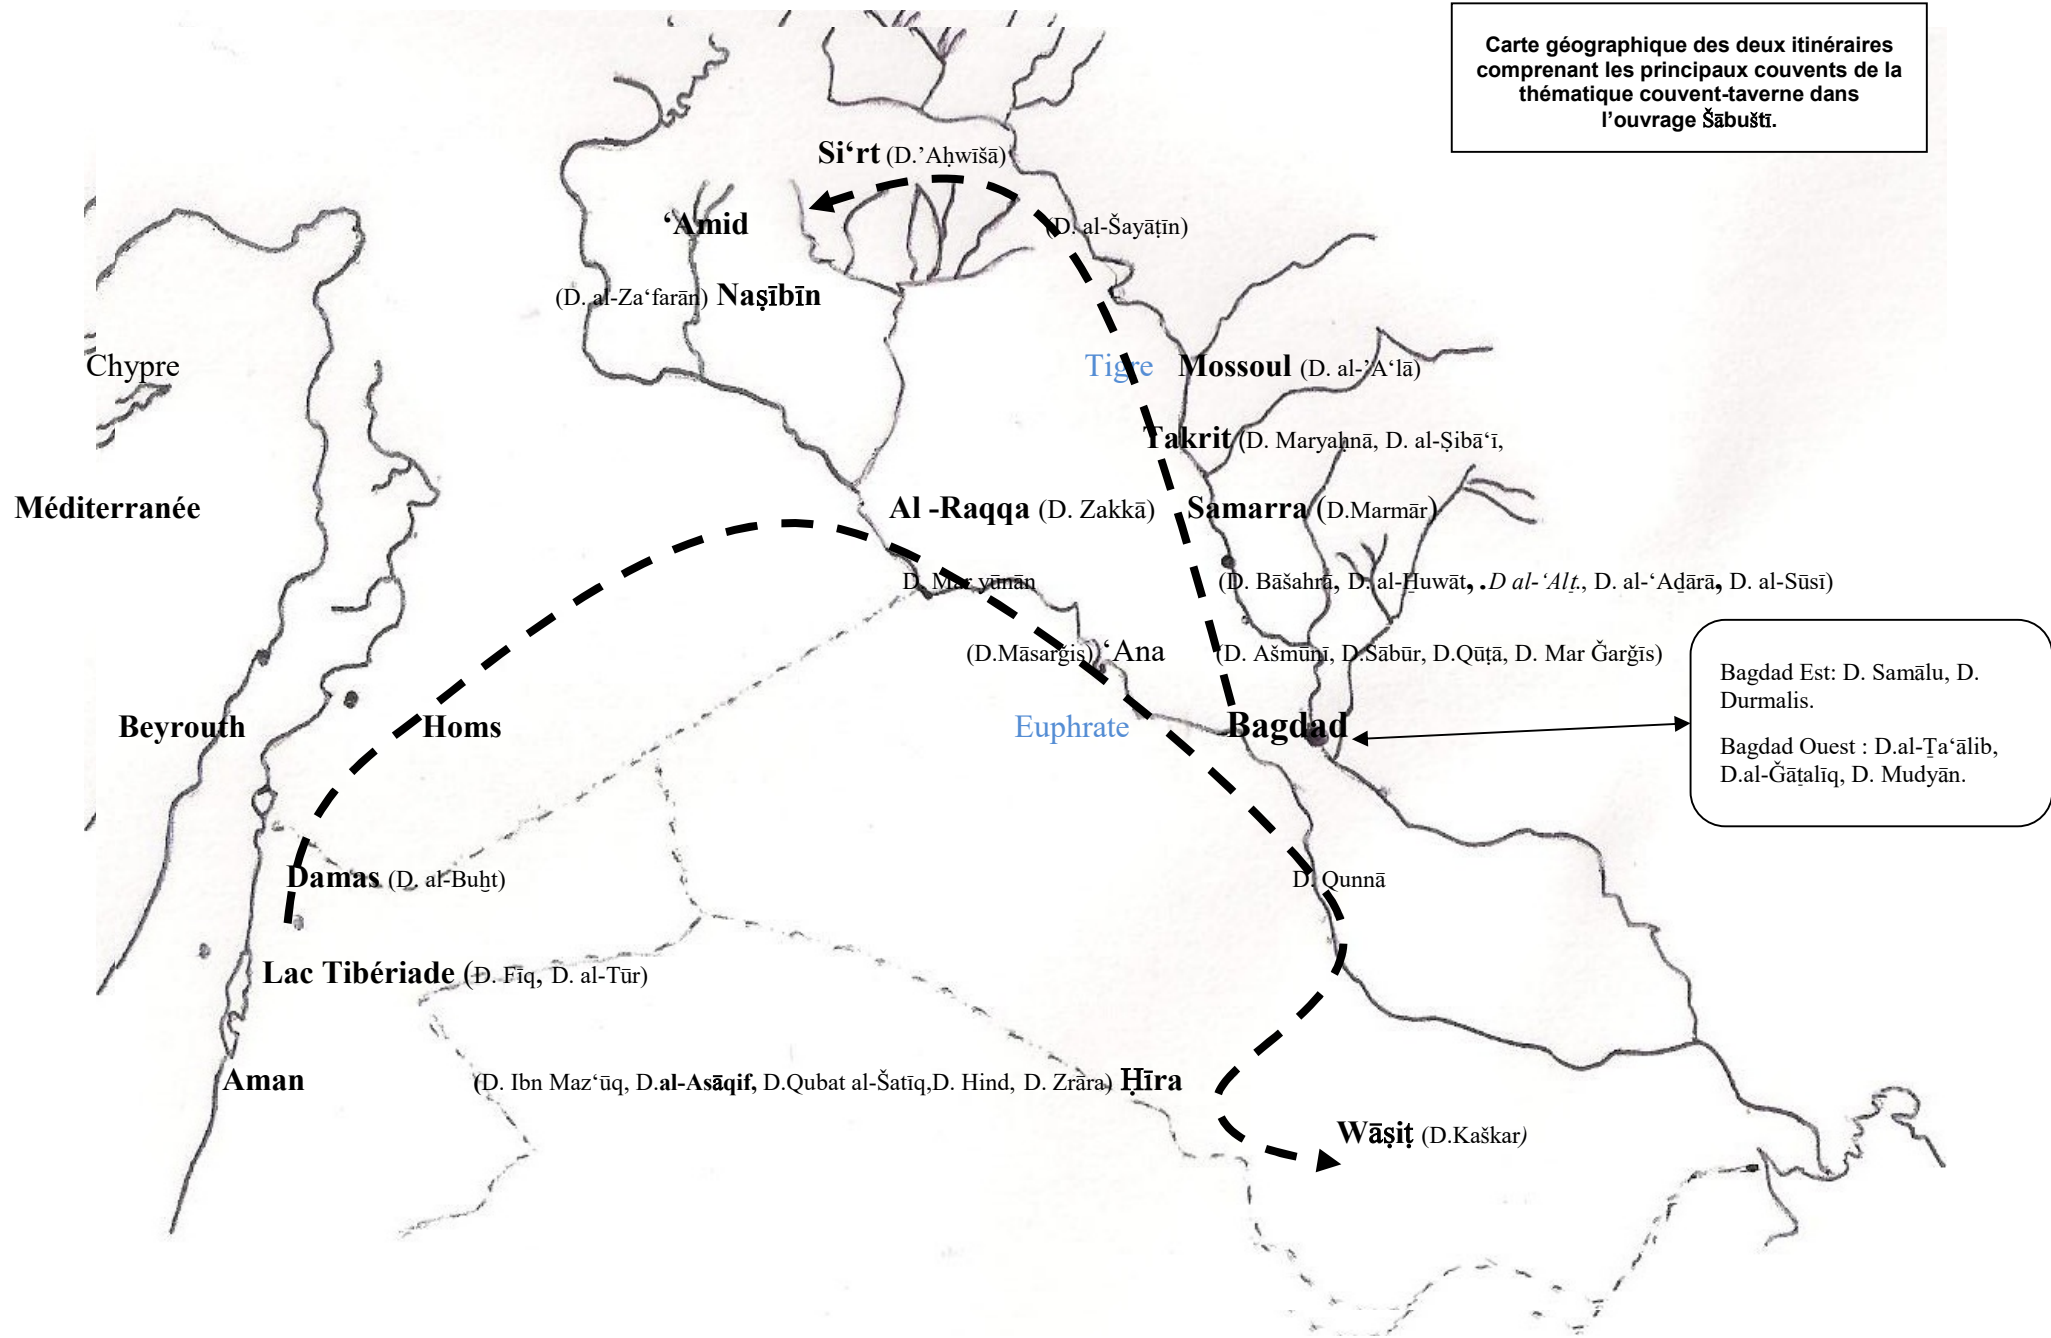 Carte géographique des deux itinéraires
comprenant les principaux couvents de la
thématique couvent-taverne dans
l’ouvrage Šābuštī.
Si‘rt (D.’Aḥwīšā)
‘Amid
(D. al-Šayāṭīn)
(D. al-Za‘farān) Naṣībīn
Chypre
Tigre
Mossoul (D. al-’A‘lā)
Takrit (D. Maryaḥnā, D. al-Ṣibā‘ī,
Méditerranée
Al -Raqqa (D. Zakkā)
Samarra (D.Marmār)
D. Mar yūnān
(D. Bāšahrā, D. al-H̱uwāt, .D al-‘Alṯ., D. al-‘Aḏārā, D. al-Sūsī)
(D.Māsarǧis) ‘Ana
(D. Ašmūnī, D.Sābūr, D.Qūṭā, D. Mar Ǧarǧīs)
Bagdad Est: D. Samālu, D.
Durmalis.
Bagdad Ouest : D.al-Ṯa‘ālib,
D.al-Ǧāṯalīq, D. Mudyān.
Beyrouth
Homs
Euphrate
Bagdad
Damas (D. al-Buẖt)
D. Qunnā
Lac Tibériade (D. Fīq, D. al-Tūr)
Aman
(D. Ibn Maz‘ūq, D.al-Asāqif, D.Qubat al-Šatīq,D. Hind, D. Zrāra) Ḥīra
Wāṣiṭ (D.Kaškar)